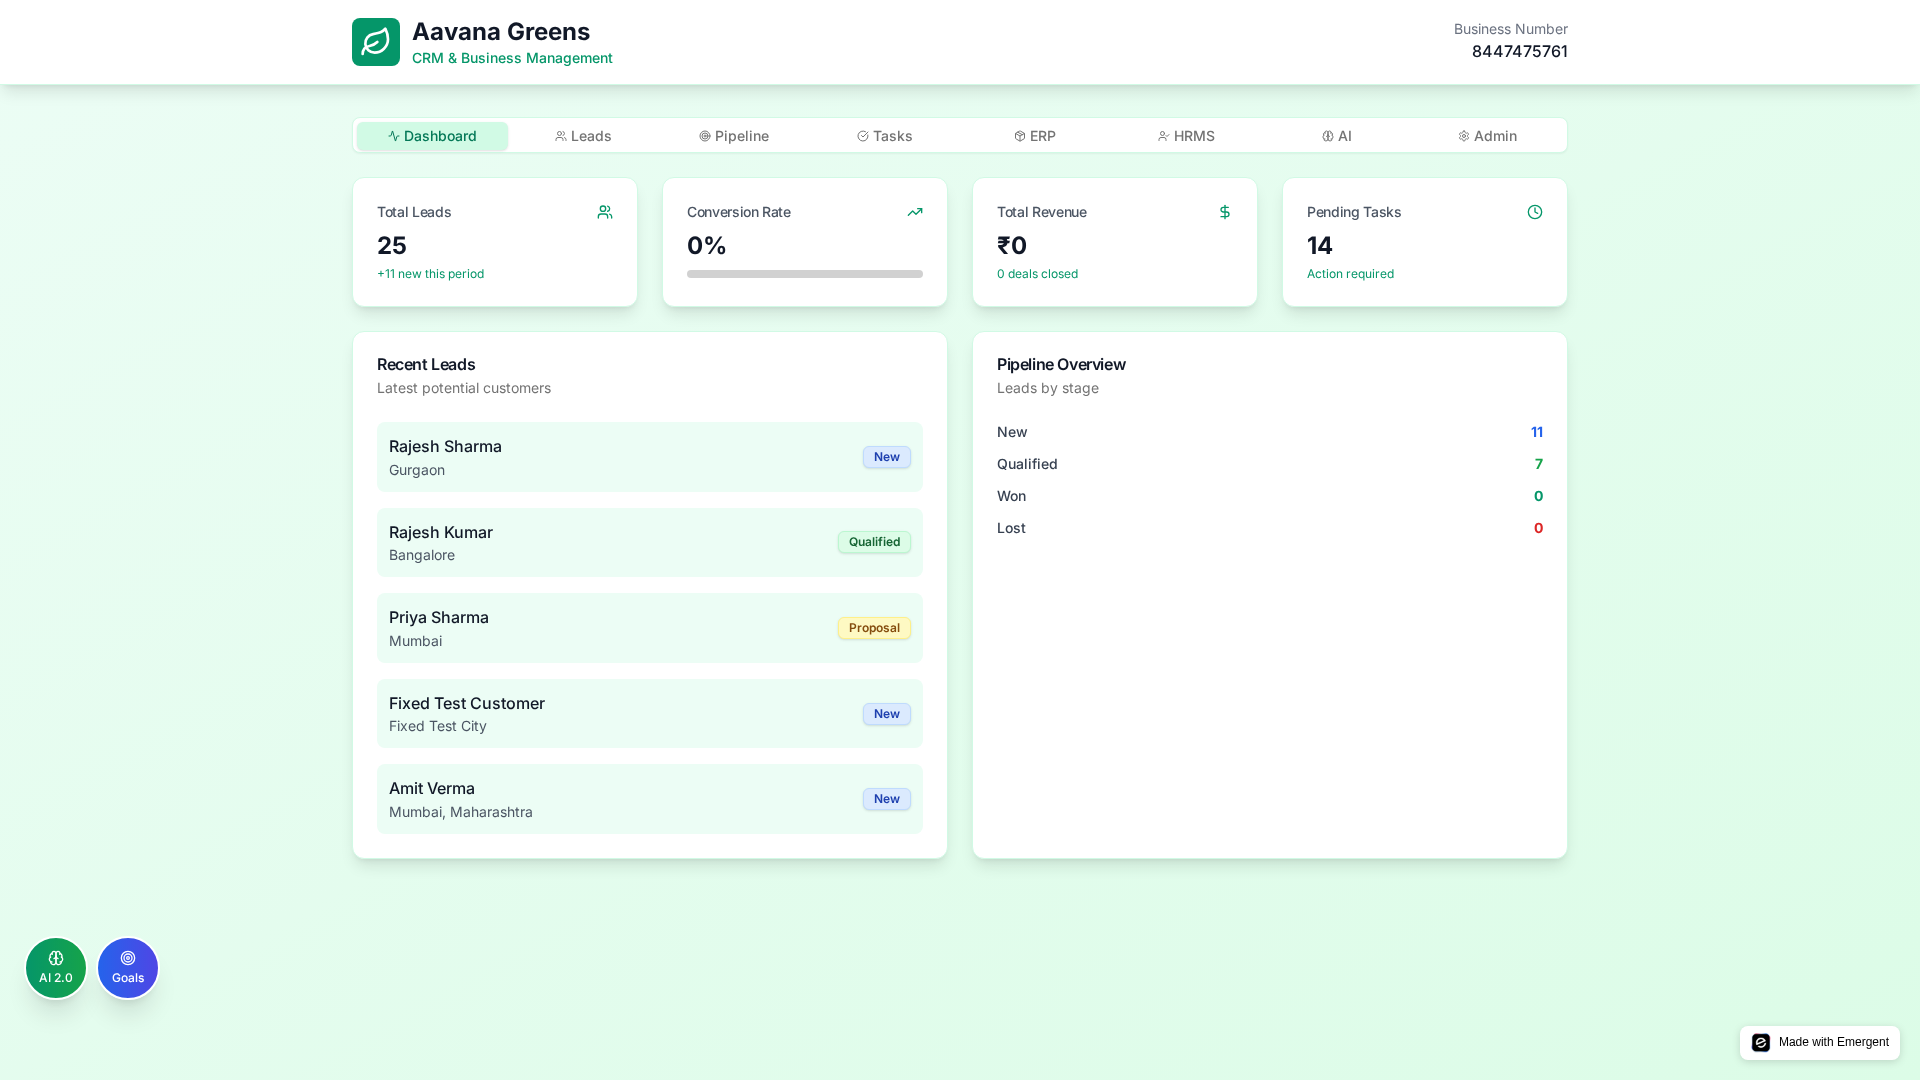 Aavana Greens
CRM & Business Management
Business Number
8447475761
Dashboard
Leads
Pipeline
Tasks
ERP
HRMS
AI
Admin
Total Leads
25
+11 new this period
Conversion Rate
0%
Total Revenue
₹0
0 deals closed
Pending Tasks
14
Action required
Recent Leads
Latest potential customers
Rajesh Sharma
Gurgaon
New
Rajesh Kumar
Bangalore
Qualified
Priya Sharma
Mumbai
Proposal
Fixed Test Customer
Fixed Test City
New
Amit Verma
Mumbai, Maharashtra
New
Pipeline Overview
Leads by stage
New 11
Qualified 7
Won 0
Lost 0
AI 2.0
Goals
Made with Emergent